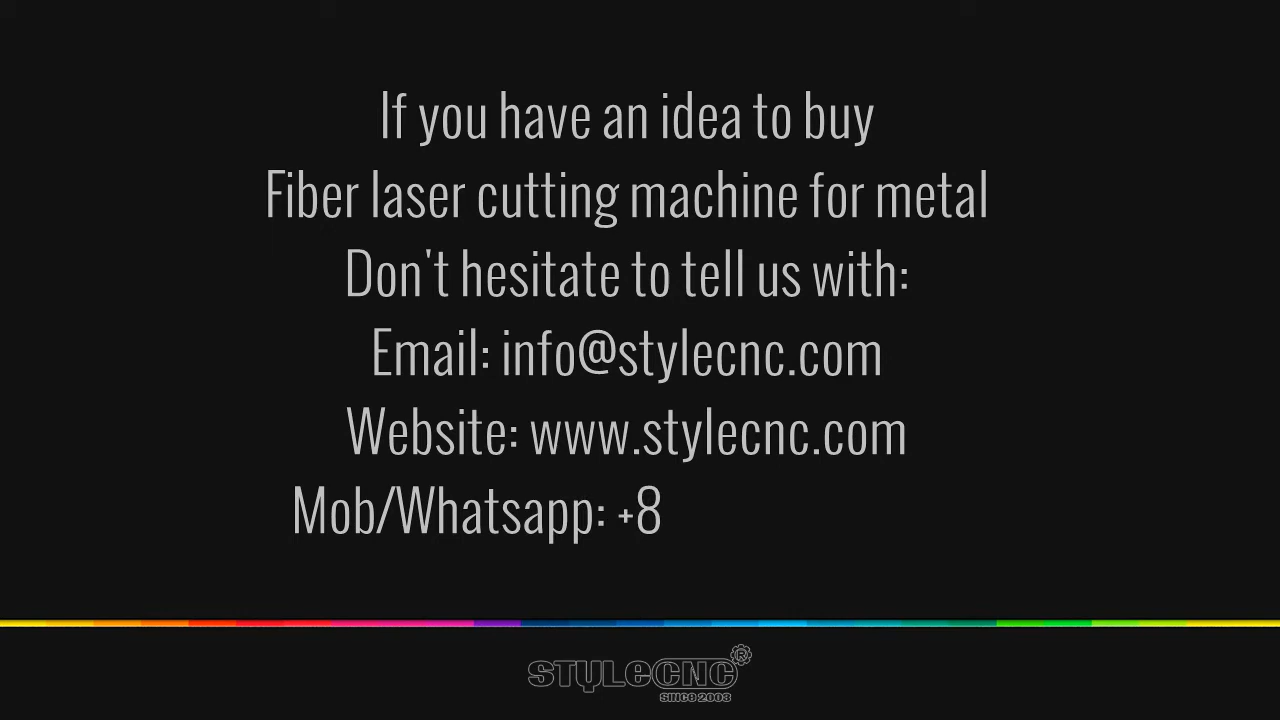 If you have an idea to buy
Fiber laser cutting machine for metal
Don't hesitate to tell us with:
Email: info@stylecnc.com
Website: www.stylecnc.com
Mob/Whatsapp: +8
STYLECNC®
SINCE 2003